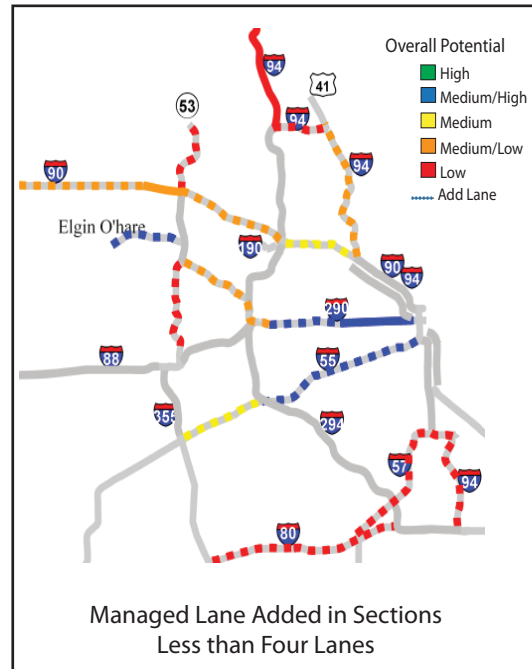 Overall Potential
High
Medium/High
Medium
Medium/Low
Low
Add Lane
94
41
53
94
90
94
Elgin O'hare
190
90
94
290
88
55
355
294
57
94
80
Managed Lane Added in Sections
Less than Four Lanes